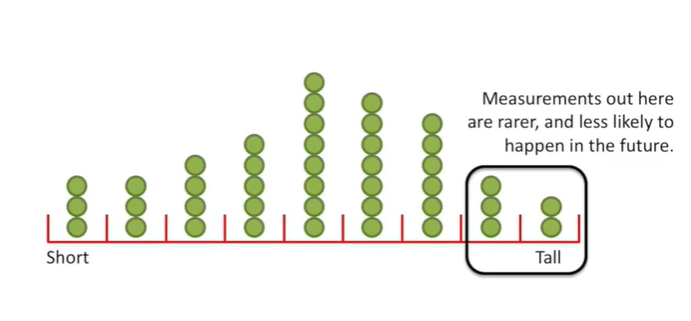 Measurements out here
are rarer, and less likely to
happen in the future.
Short
Tall